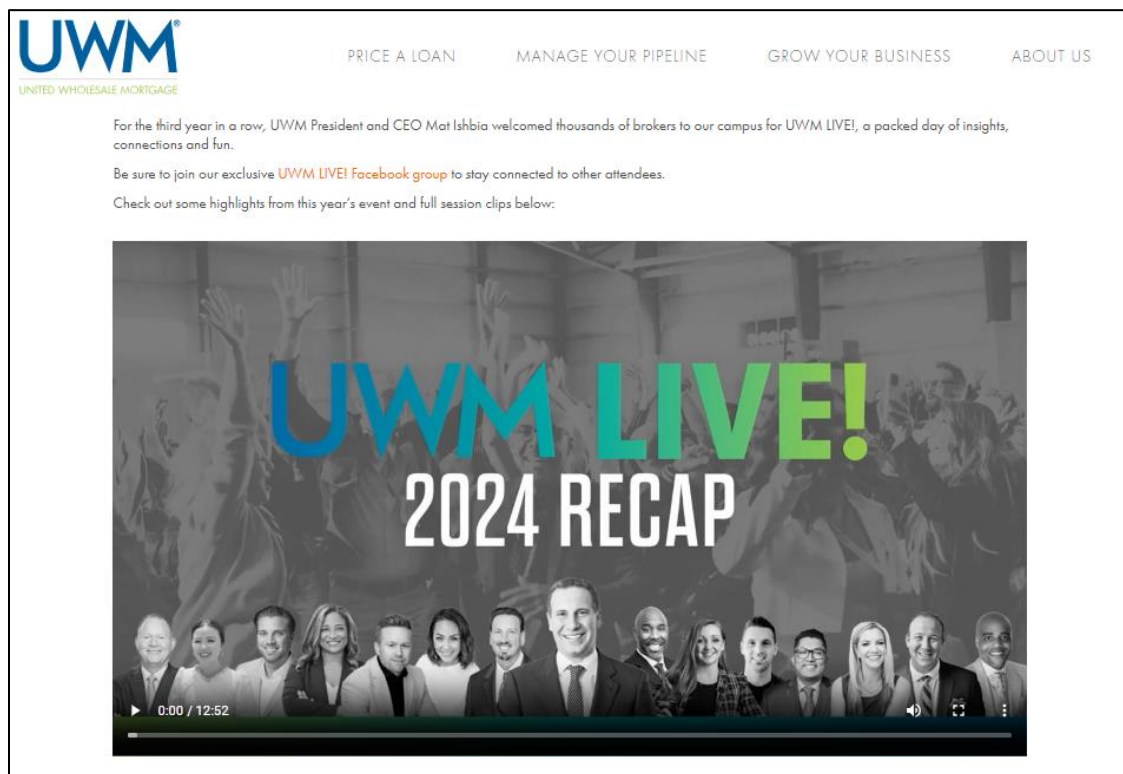 UWM®
UNITED WHOLESALE MORTGAGE
PRICE A LOAN
MANAGE YOUR PIPELINE
GROW YOUR BUSINESS
ABOUT US
For the third year in a row, UWM President and CEO Mat Ishbia welcomed thousands of brokers to our campus for UWM LIVE!, a packed day of insights,
connections and fun.
Be sure to join our exclusive UWM LIVE! Facebook group to stay connected to other attendees.
Check out some highlights from this year's event and full session clips below:
UWM LIVE!
2024 RECAP
0:00 / 12:52